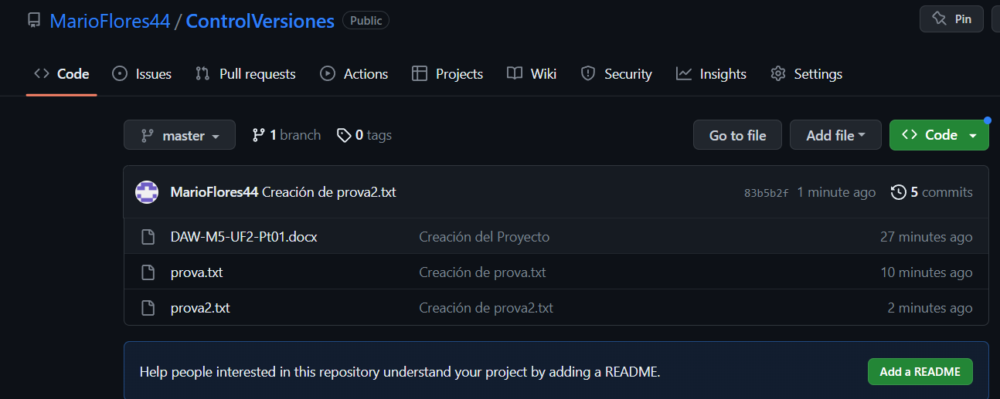 MarioFlores44 / ControlVersiones Public Pin
Code Issues Pull requests Actions Projects Wiki Security Insights Settings
master 1 branch 0 tags Go to file Add file Code
MarioFlores44 Creación de prova2.txt 83b5b2f 1 minute ago 5 commits
DAW-M5-UF2-Pt01.docx Creación del Proyecto 27 minutes ago
prova.txt Creación de prova.txt 10 minutes ago
prova2.txt Creación de prova2.txt 2 minutes ago
Help people interested in this repository understand your project by adding a README. Add a README